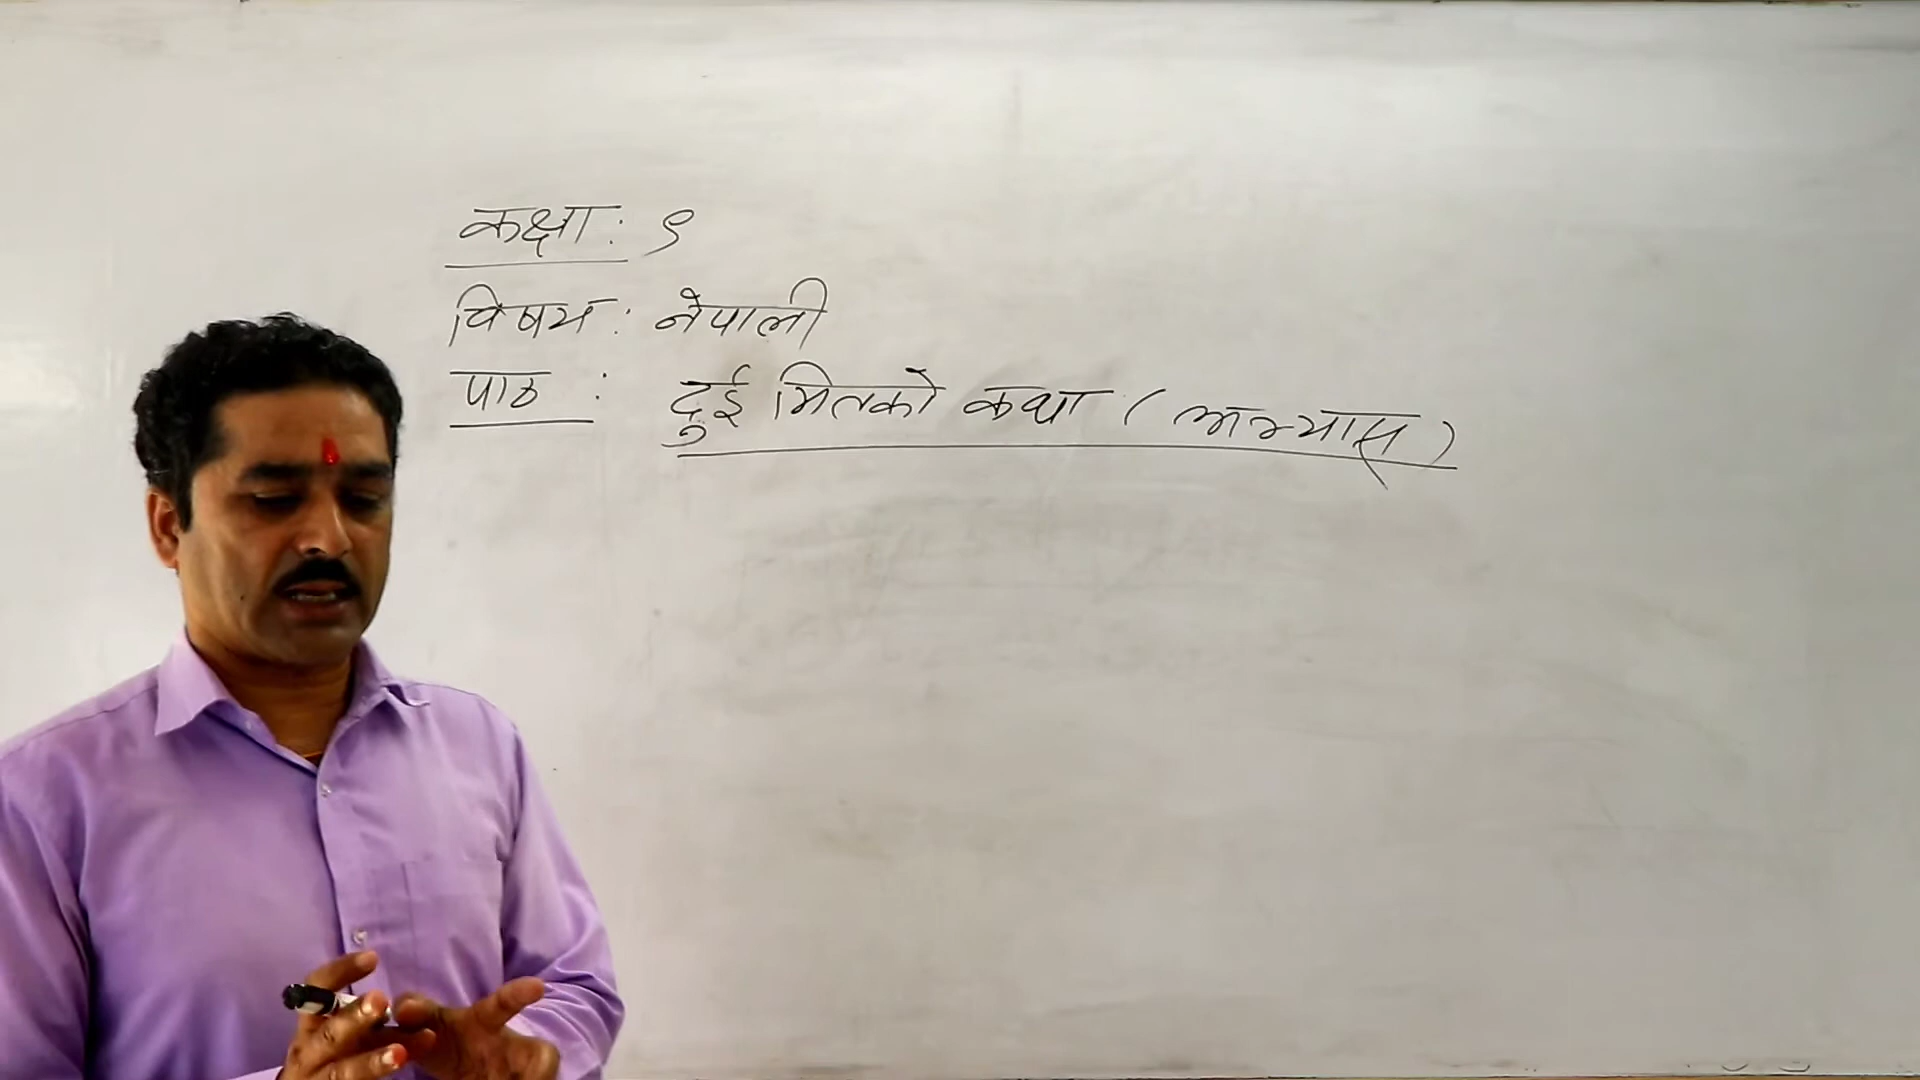 कक्षा: ९
विषय: नेपाली
पाठ : दुई मितको कथा (अभ्यास)